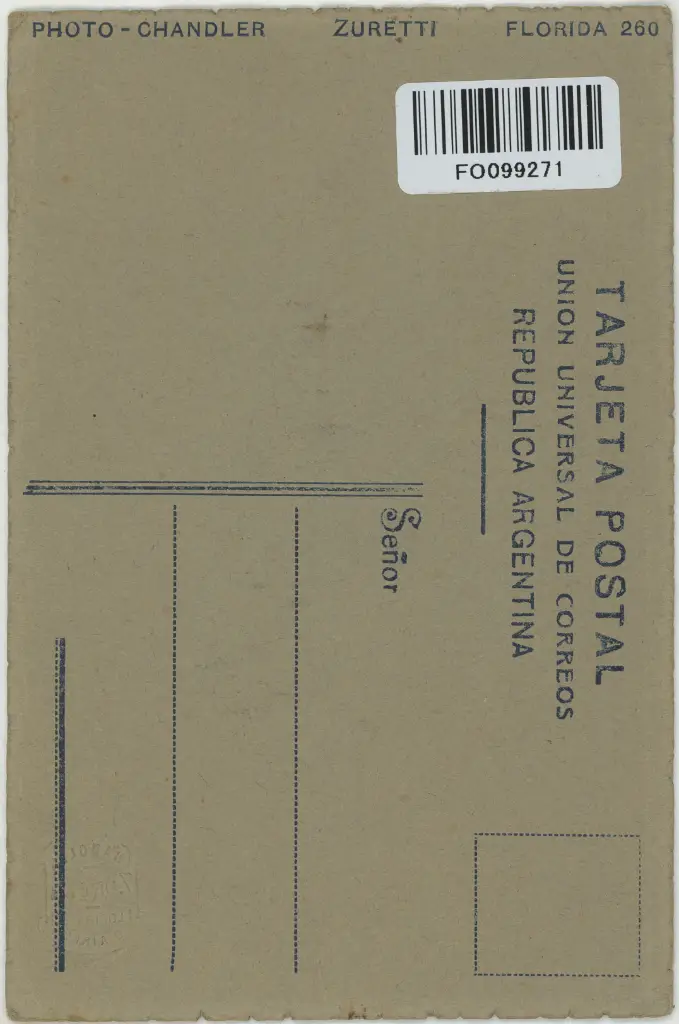 PHOTO - CHANDLER ZURETTI FLORIDA 260
FO099271
TARJETA POSTAL
UNION UNIVERSAL DE CORREOS
REPUBLICA ARGENTINA
Señor